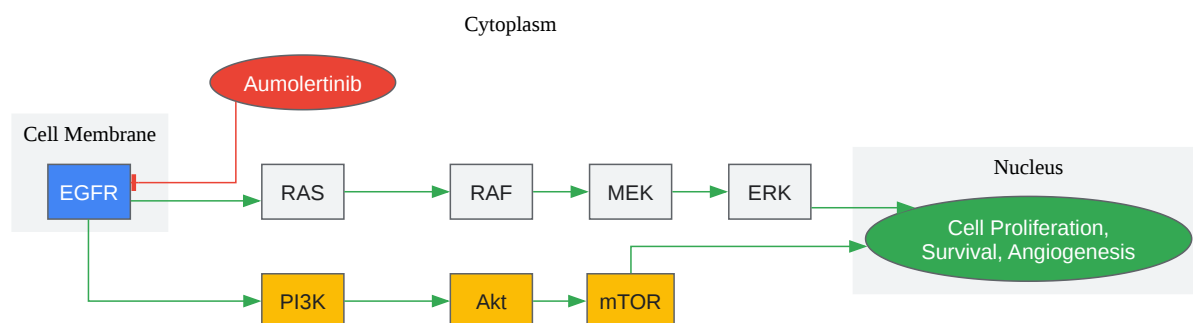 Cytoplasm
Aumolertinib
Cell Membrane
EGFR
RAS
RAF
MEK
ERK
Nucleus
Cell Proliferation,
Survival, Angiogenesis
PI3K
Akt
mTOR